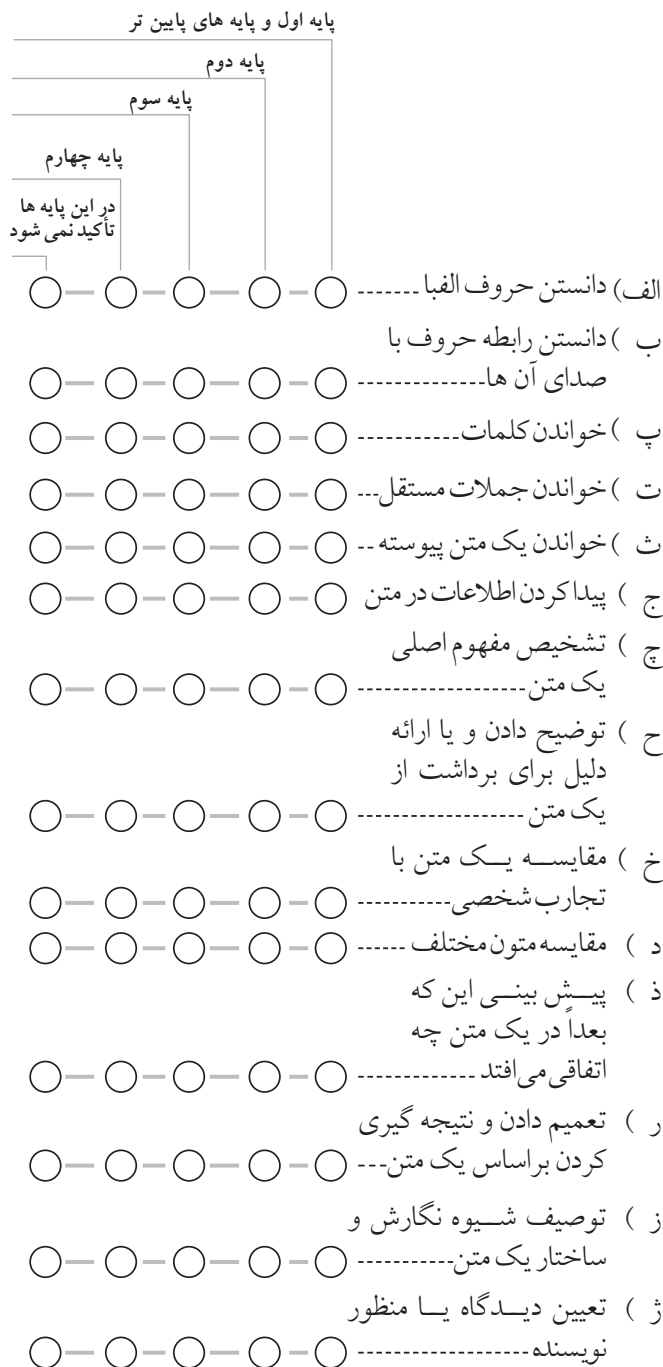 پایه اول و پایه های پایین تر
پایه دوم
پایه سوم
پایه چهارم
در این پایه ها
تأکید نمی شود
الف) دانستن حروف الفبا
ب ) دانستن رابطه حروف با
صدای آن ها
پ ) خواندن کلمات
ت ) خواندن جملات مستقل
ث ) خواندن یک متن پیوسته
ج ) پیدا کردن اطلاعات در متن
چ ) تشخیص مفهوم اصلی
یک متن
ح ) توضیح دادن و یا ارائه
دلیل برای برداشت از
یک متن
خ ) مقایسه یک متن با
تجارب شخصی
د ) مقایسه متون مختلف
ذ ) پیش بینی این که
بعداً در یک متن چه
اتفاقی می‌افتد
ر ) تعمیم دادن و نتیجه گیری
کردن براساس یک متن
ز ) توصیف شیوه نگارش و
ساختار یک متن
ژ ) تعیین دیدگاه یا منظور
نویسنده